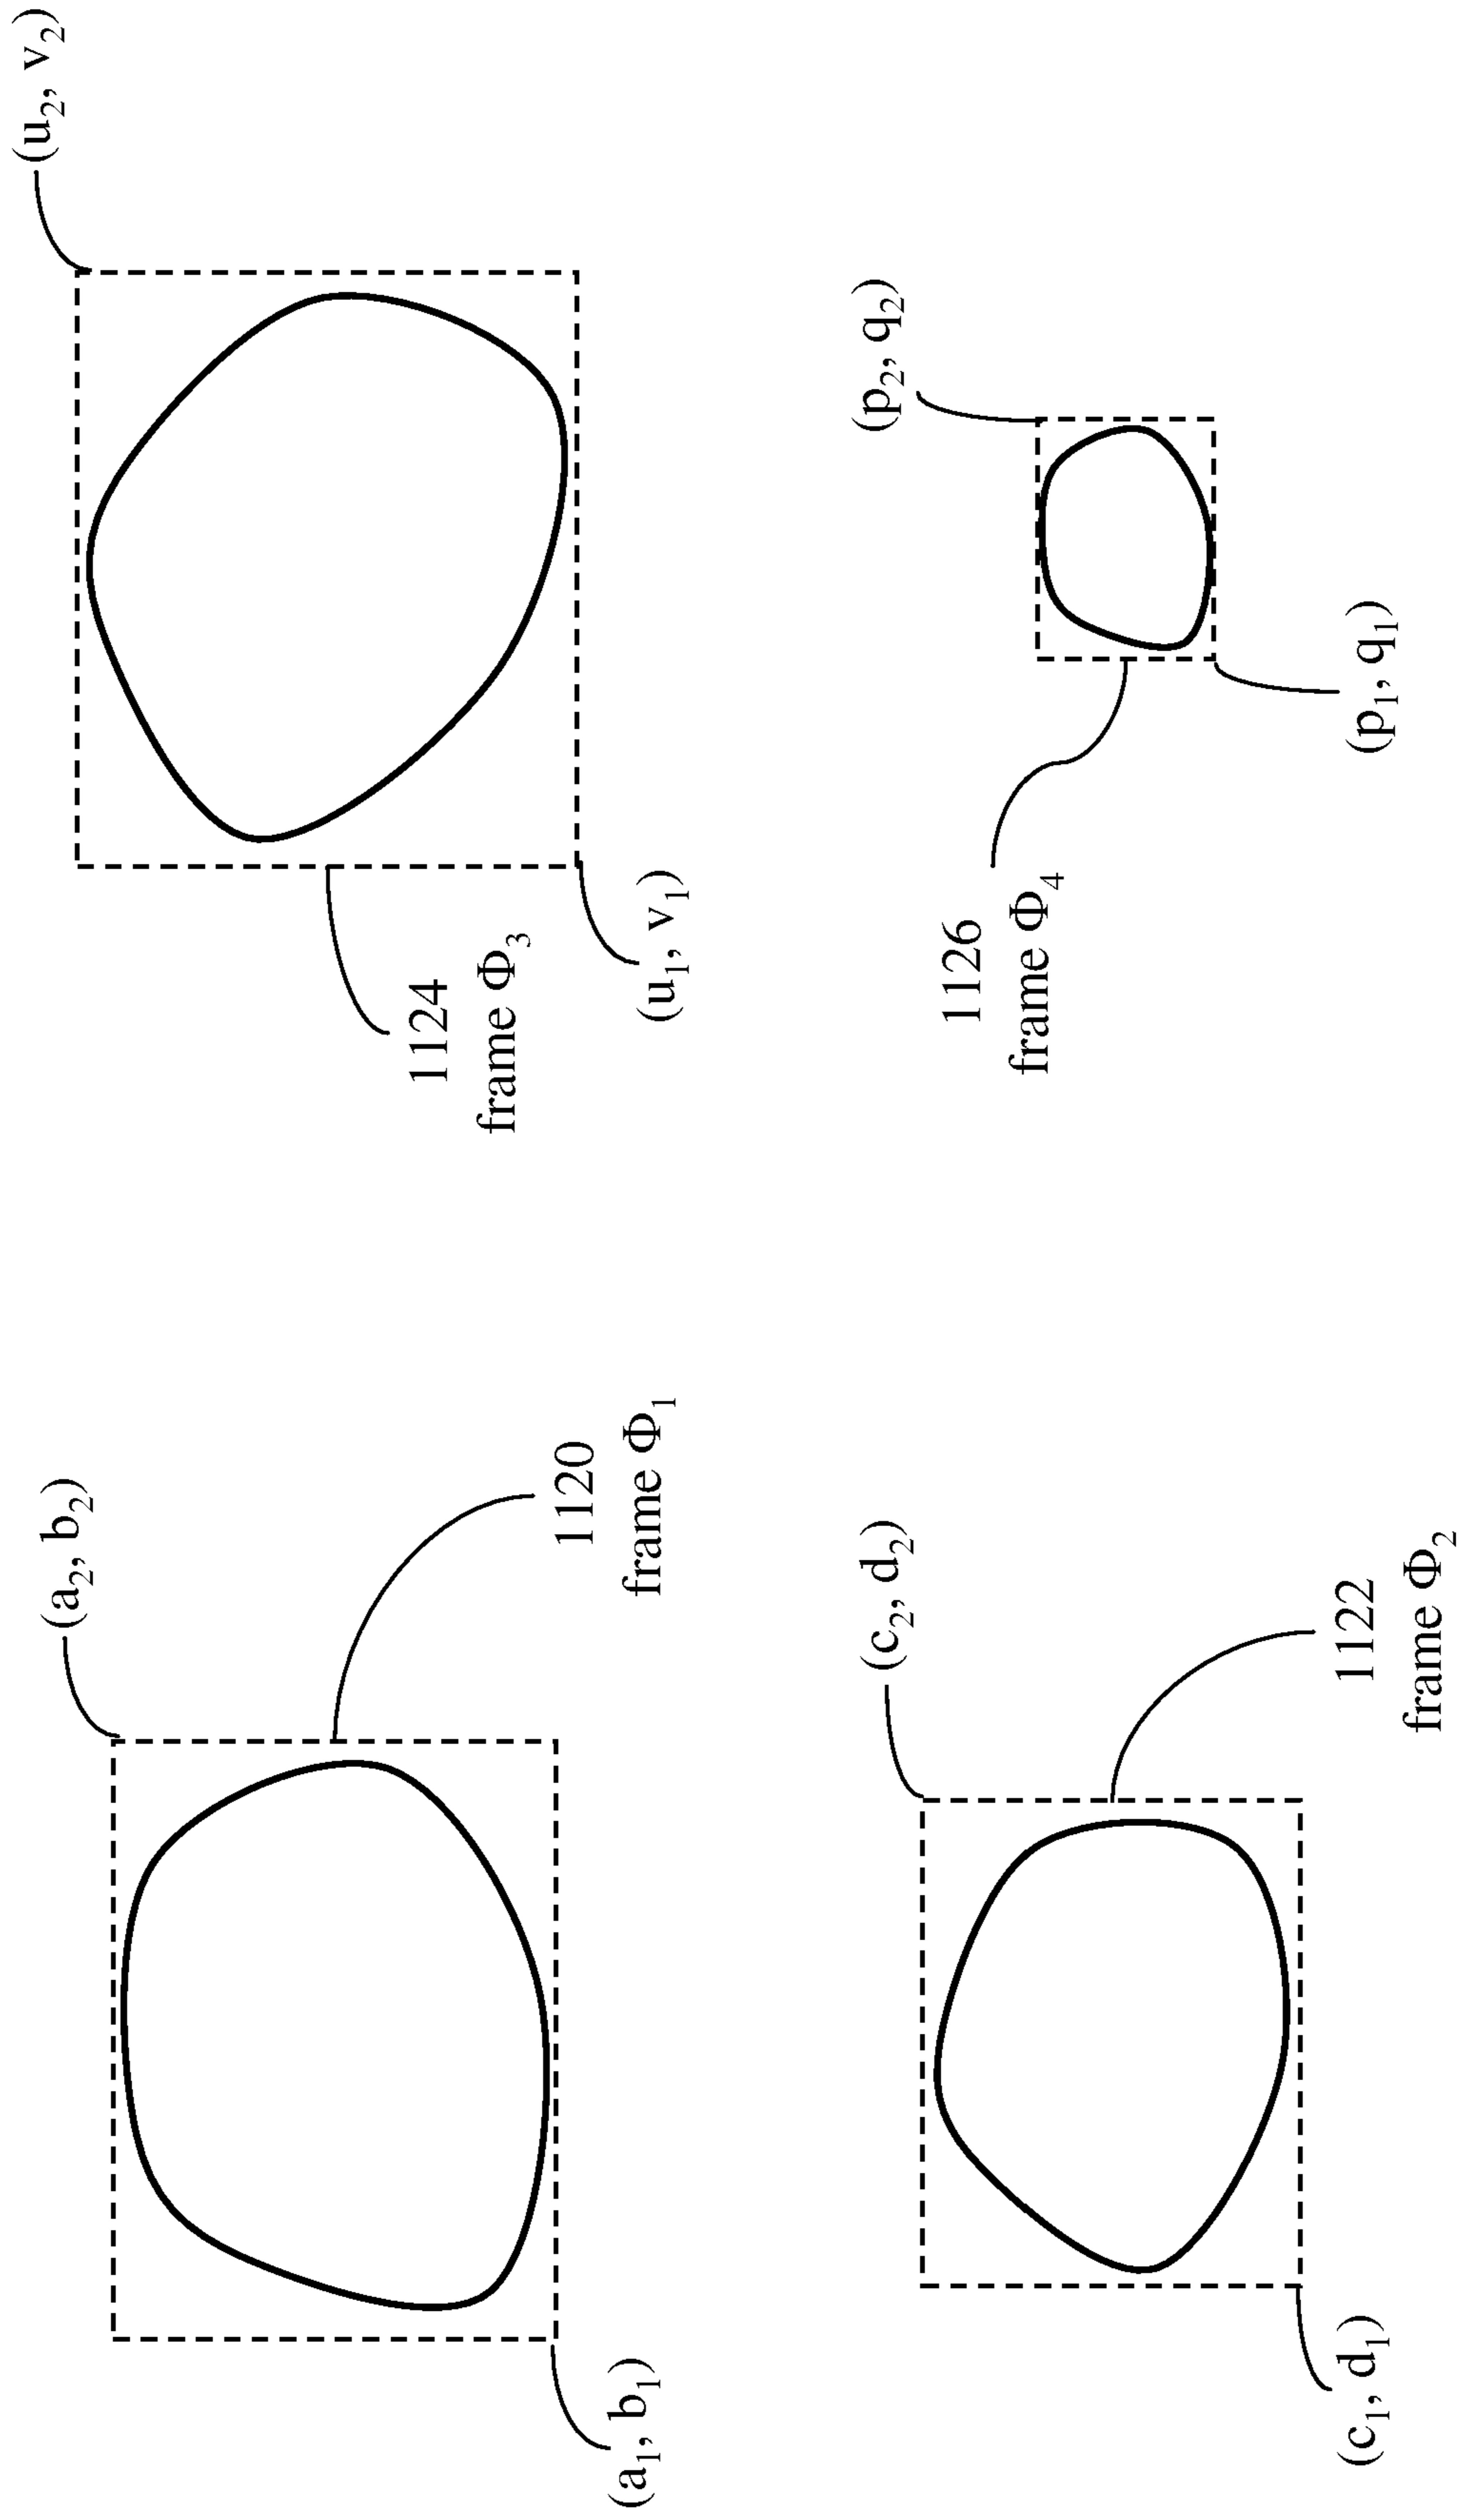 (a₂, b₂)
1120
frame Φ₁
(a₁, b₁)
(u₂, v₂)
1124
frame Φ₃
(u₁, v₁)
(c₂, d₂)
1122
frame Φ₂
(c₁, d₁)
(p₂, q₂)
1126
frame Φ₄
(p₁, q₁)